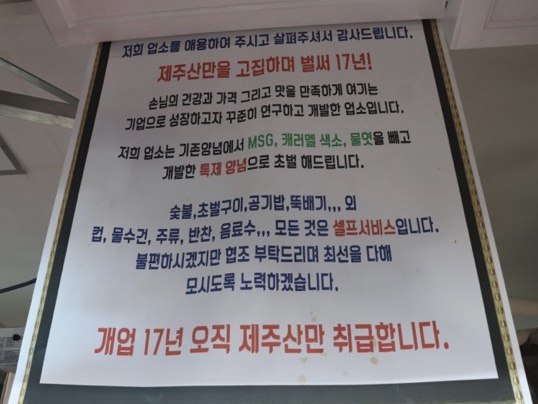 저희 업소를 애용하여 주시고 살펴주셔서 감사드립니다.
제주산만을 고집하며 벌써 17년!
손님의 건강과 가격 그리고 맛을 만족하게 여기는
기업으로 성장하고자 꾸준히 연구하고 개발한 업소입니다.
저희 업소는 기존양념에서 MSG, 캐러멜 색소, 물엿을 빼고
개발한 특제 양념으로 초벌 해드립니다.
숯불,초벌구이,공기밥,뚝배기,,, 외
컵, 물수건, 주류, 반찬, 음료수,,, 모든 것은 셀프서비스입니다.
불편하시겠지만 협조 부탁드리며 최선을 다해
모시도록 노력하겠습니다.
개업 17년 오직 제주산만 취급합니다.